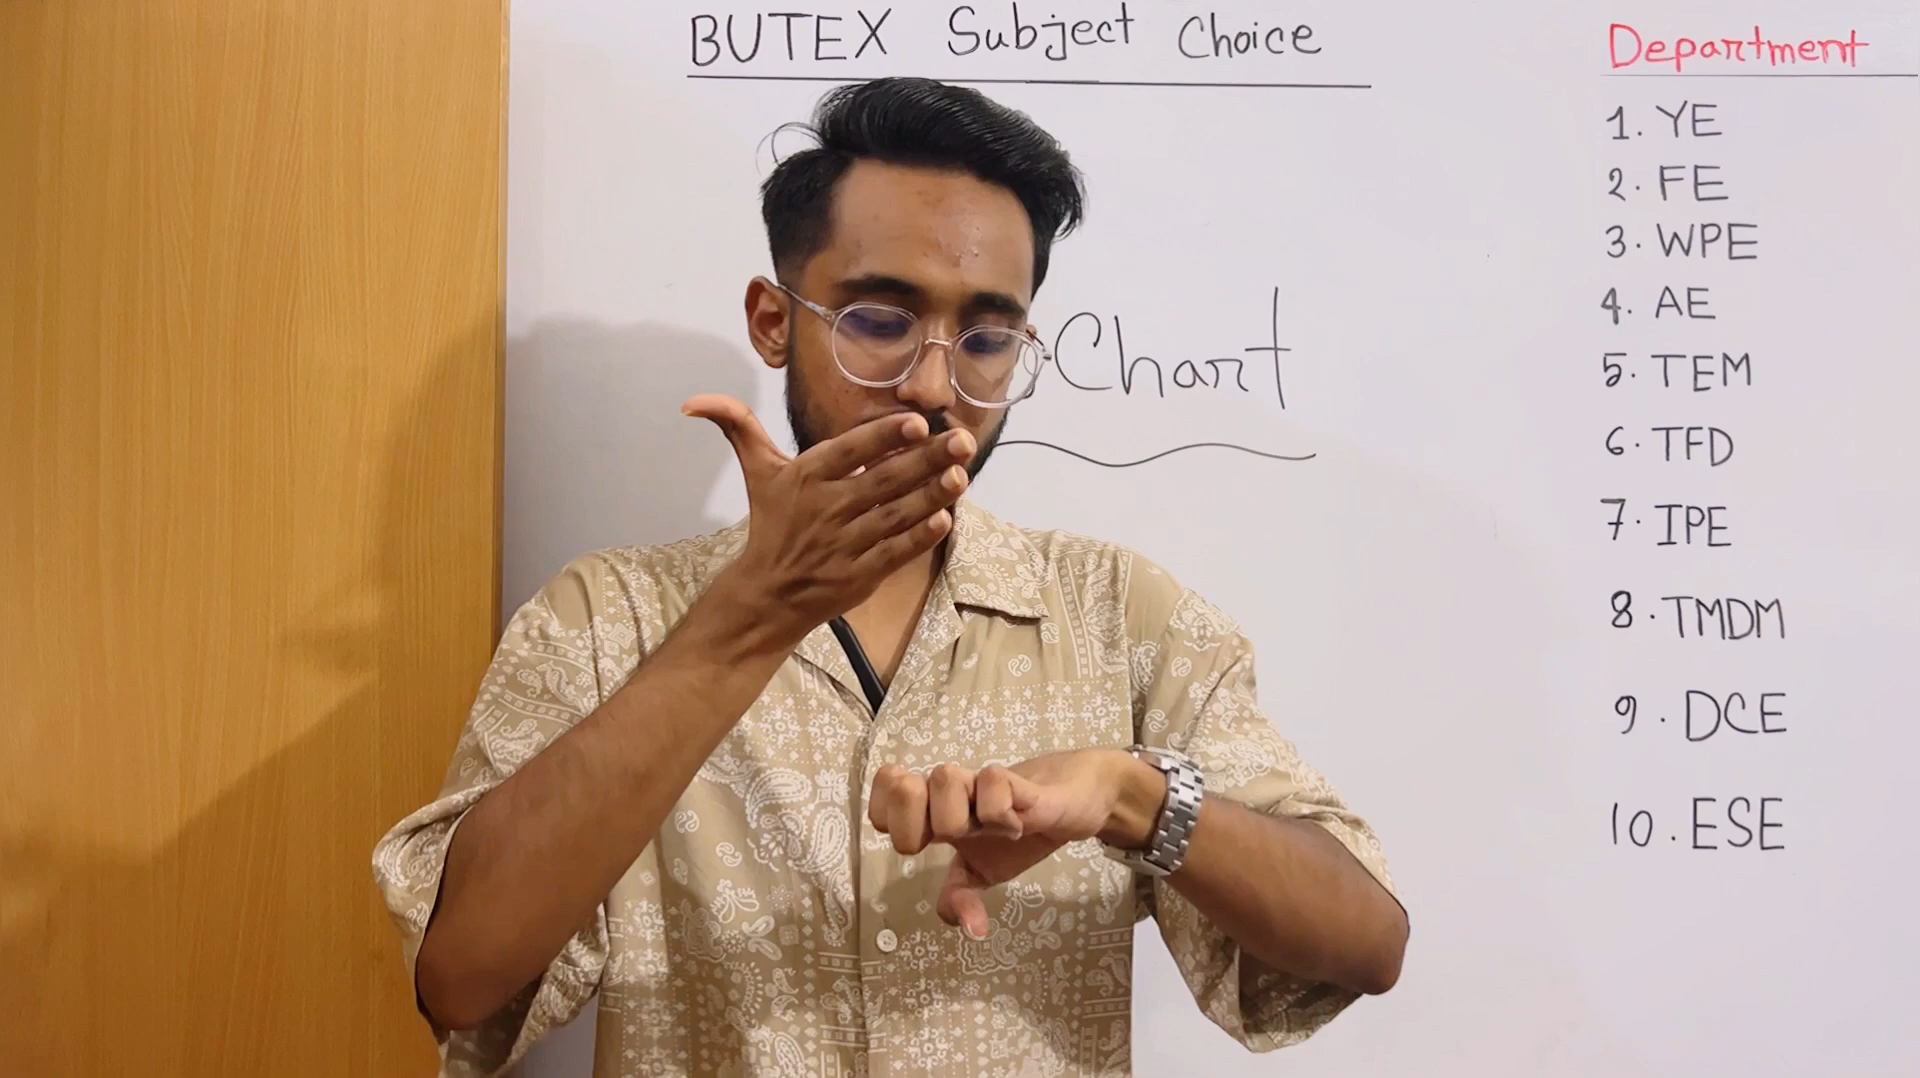 BUTEX Subject Choice
Chart
Department
1. YE
2. FE
3. WPE
4. AE
5. TEM
6. TFD
7. IPE
8. TMDM
9. DCE
10. ESE